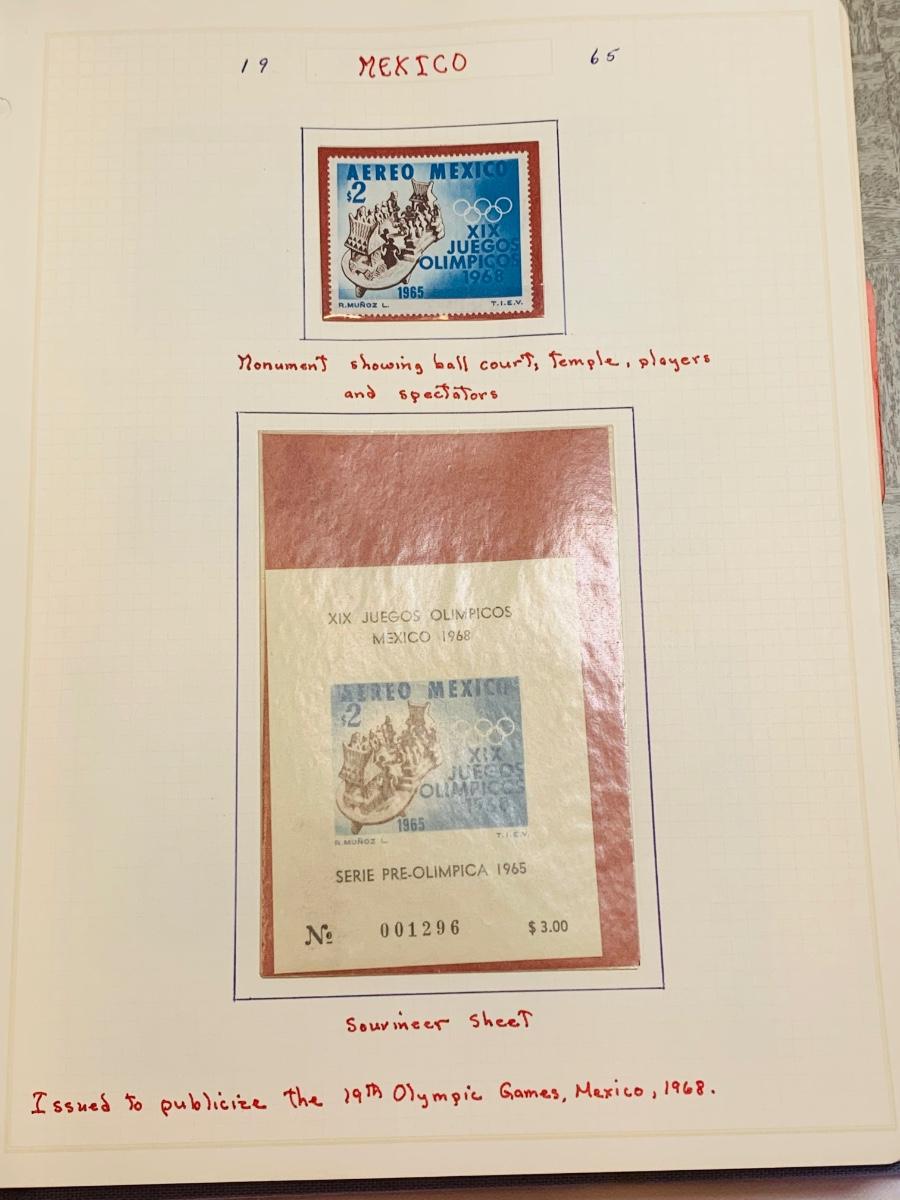 19 MEXICO 65
AEREO MEXICO
$2
XIX
JUEGOS
OLIMPICOS
1968
1965
R.MUÑOZ L. T.I.E.V.
Monument showing ball court, temple, players
and spectators
XIX JUEGOS OLIMPICOS
MEXICO 1968
AEREO MEXICO
$2
XIX
JUEGOS
OLIMPICOS
1968
1965
R.MUÑOZ L. T.I.E.V.
SERIE PRE-OLIMPICA 1965
Nº 001296 $3.00
Souvineer Sheet
Issued to publicize the 19th Olympic Games, Mexico, 1968.